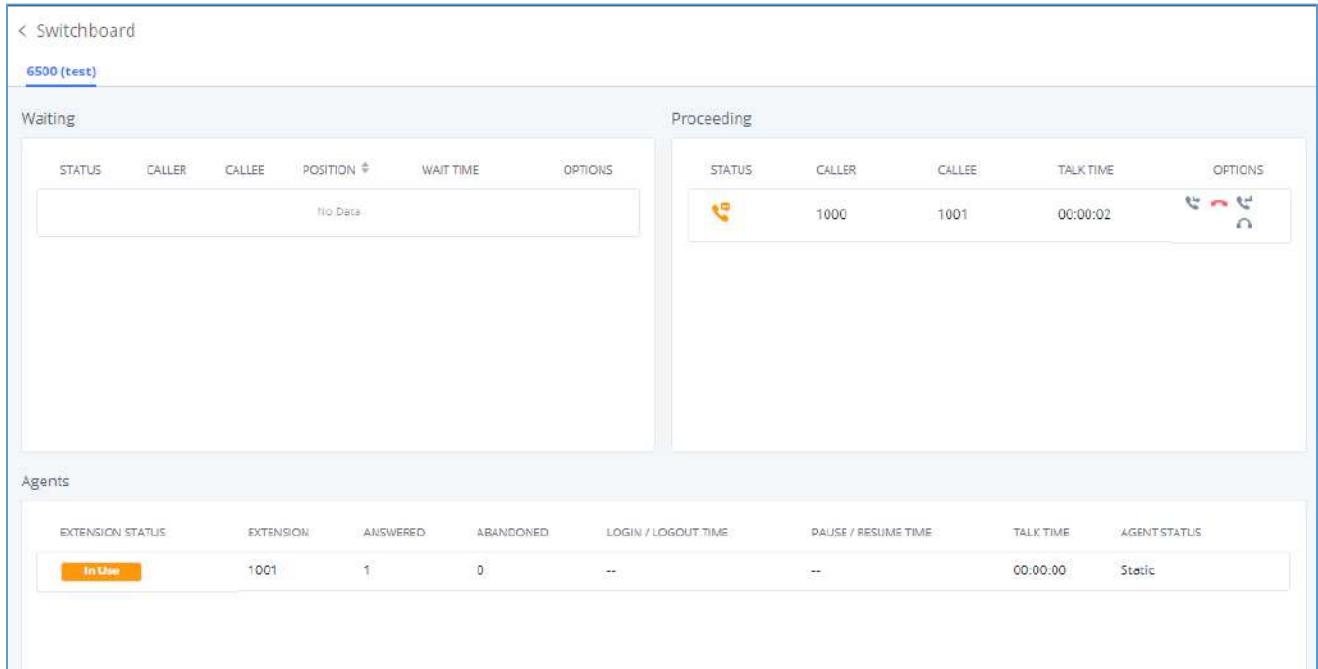 < Switchboard
6500 (test)
Waiting
STATUS CALLER CALLEE POSITION WAIT TIME OPTIONS
No Data
Proceeding
STATUS CALLER CALLEE TALK TIME OPTIONS
1000 1001 00:00:02
Agents
EXTENSION STATUS EXTENSION ANSWERED ABANDONED LOGIN / LOGOUT TIME PAUSE / RESUME TIME TALK TIME AGENT STATUS
In Use 1001 1 0 -- -- 00:00:00 Static